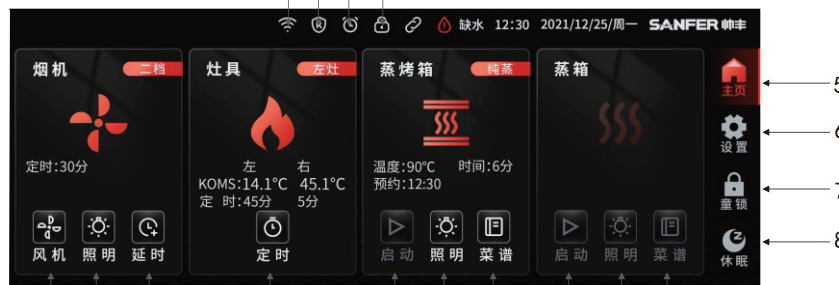 缺水 12:30 2021/12/25/周一 SANFER 帅丰
烟机 二档
定时:30分
风机 照明 延时
灶具 左灶
左 右
KOMS:14.1°C 45.1°C
定 时:45分 5分
定时
蒸烤箱 纯蒸
温度:90°C 时间:6分
预约:12:30
启动 照明 菜谱
蒸箱
启动 照明 菜谱
主页
设置
童锁
休眠
5
6
7
8